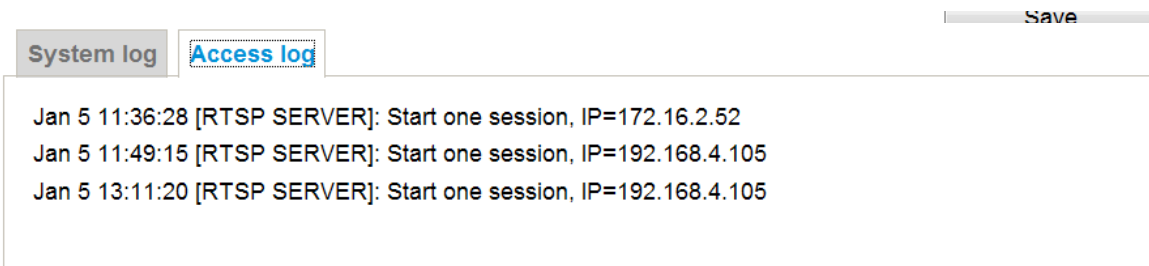 Save
System log Access log
Jan 5 11:36:28 [RTSP SERVER]: Start one session, IP=172.16.2.52
Jan 5 11:49:15 [RTSP SERVER]: Start one session, IP=192.168.4.105
Jan 5 13:11:20 [RTSP SERVER]: Start one session, IP=192.168.4.105